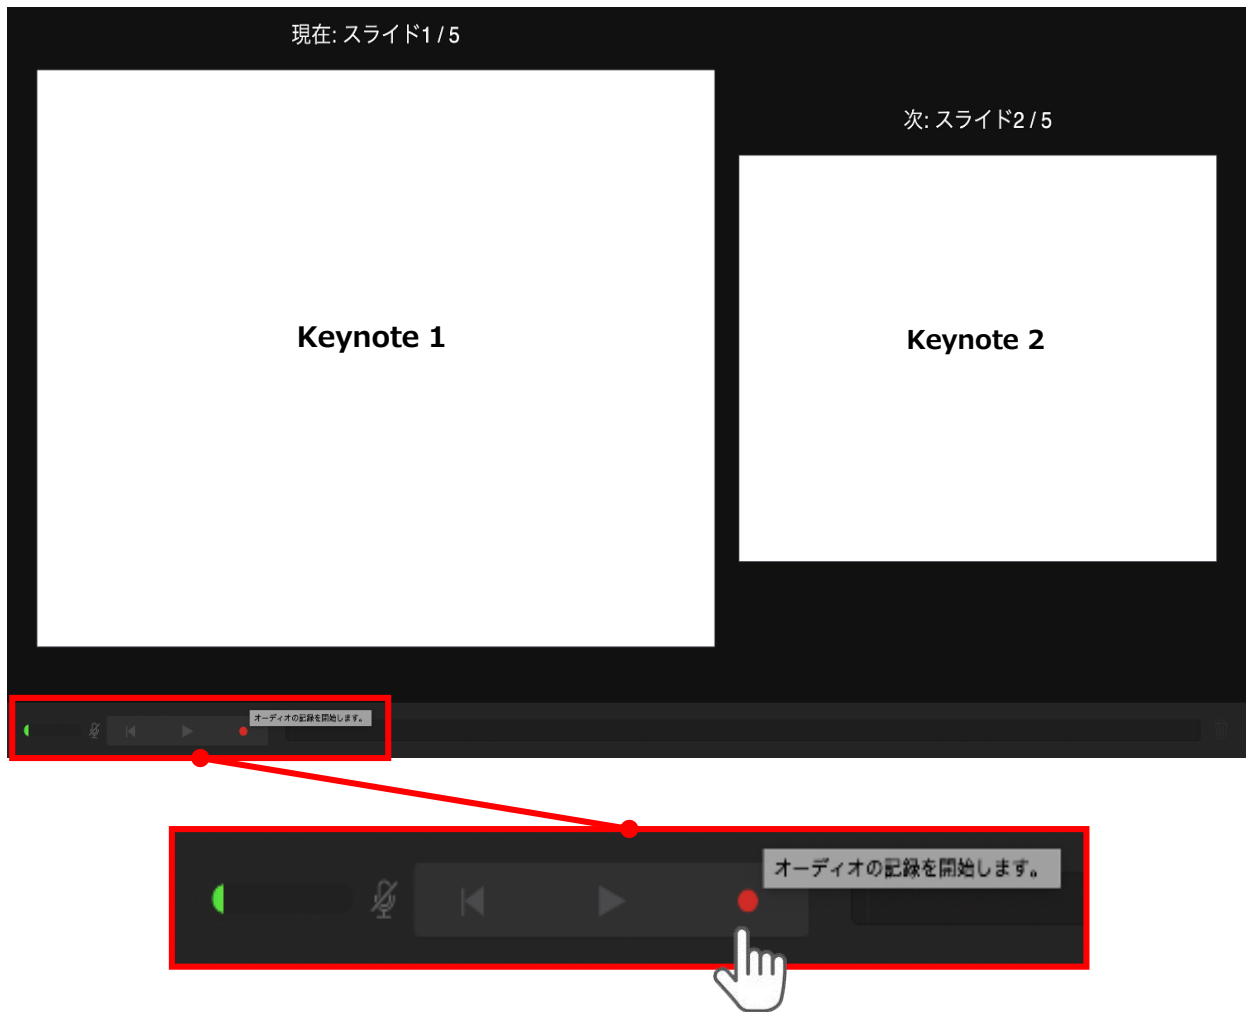 現在: スライド1 / 5
次: スライド2 / 5
Keynote 1
Keynote 2
オーディオの記録を開始します。
オーディオの記録を開始します。